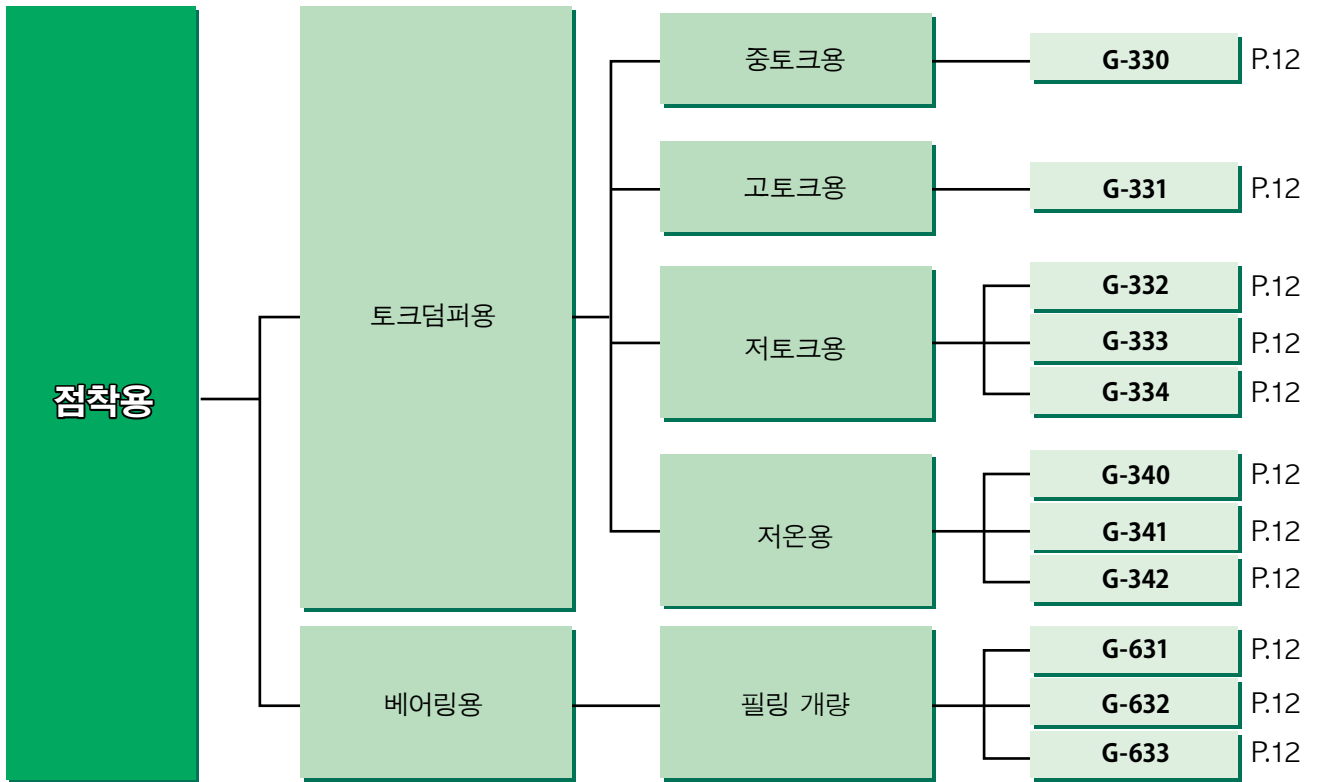 점착용
토크덤퍼용
중토크용
G-330 P.12
고토크용
G-331 P.12
저토크용
G-332 P.12
G-333 P.12
G-334 P.12
저온용
G-340 P.12
G-341 P.12
G-342 P.12
베어링용
필링 개량
G-631 P.12
G-632 P.12
G-633 P.12